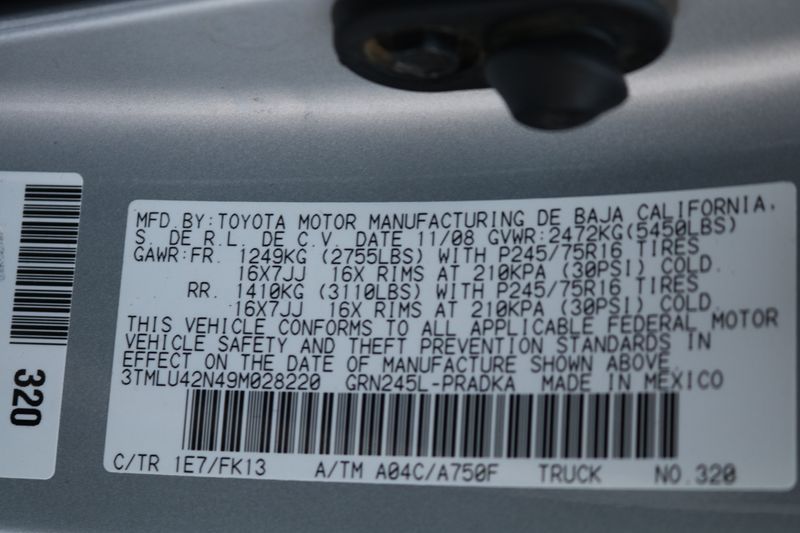 MFD BY:TOYOTA MOTOR MANUFACTURING DE BAJA CALIFORNIA,
S. DE R.L. DE C.V. DATE 11/08 GVWR:2472KG(5450LBS)
GAWR:FR. 1249KG (2755LBS) WITH P245/75R16 TIRES
16X7JJ 16X RIMS AT 210KPA (30PSI) COLD
RR. 1410KG (3110LBS) WITH P245/75R16 TIRES
16X7JJ 16X RIMS AT 210KPA (30PSI) COLD.
THIS VEHICLE CONFORMS TO ALL APPLICABLE FEDERAL MOTOR
VEHICLE SAFETY AND THEFT PREVENTION STANDARDS IN
EFFECT ON THE DATE OF MANUFACTURE SHOWN ABOVE
3TMLU42N49M028220 GRN245L-PRADKA MADE IN MEXICO
C/TR 1E7/FK13 A/TM A04C/A750F TRUCK NO.320
320